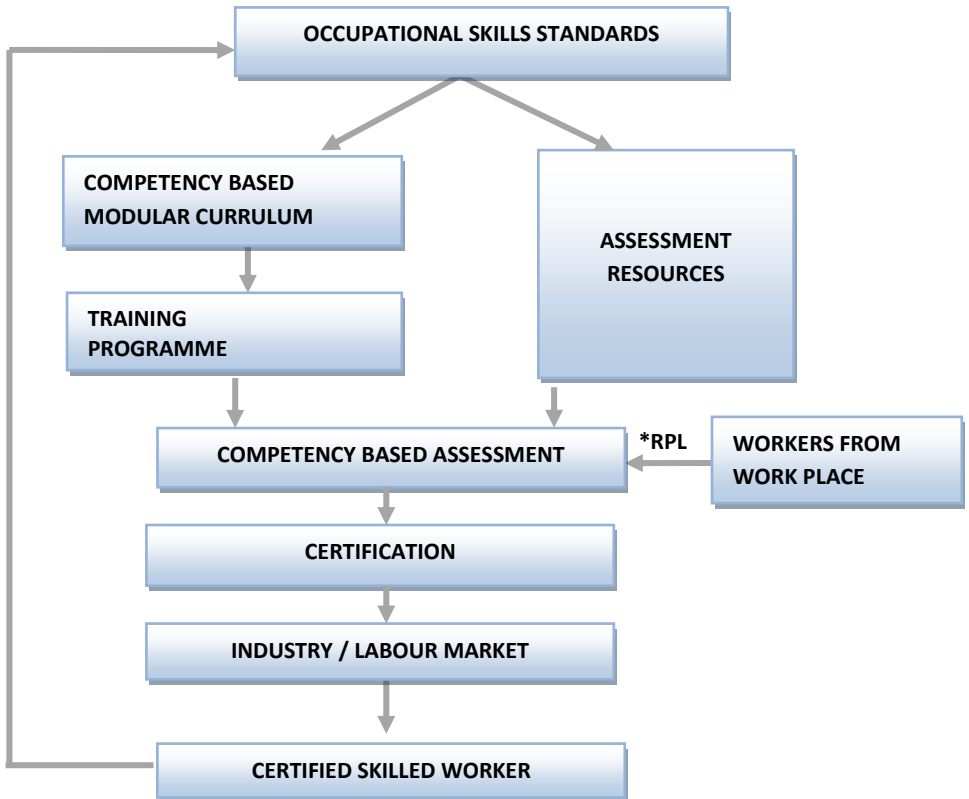 OCCUPATIONAL SKILLS STANDARDS
COMPETENCY BASED
MODULAR CURRULUM
ASSESSMENT
RESOURCES
TRAINING
PROGRAMME
COMPETENCY BASED ASSESSMENT
*RPL
WORKERS FROM
WORK PLACE
CERTIFICATION
INDUSTRY / LABOUR MARKET
CERTIFIED SKILLED WORKER